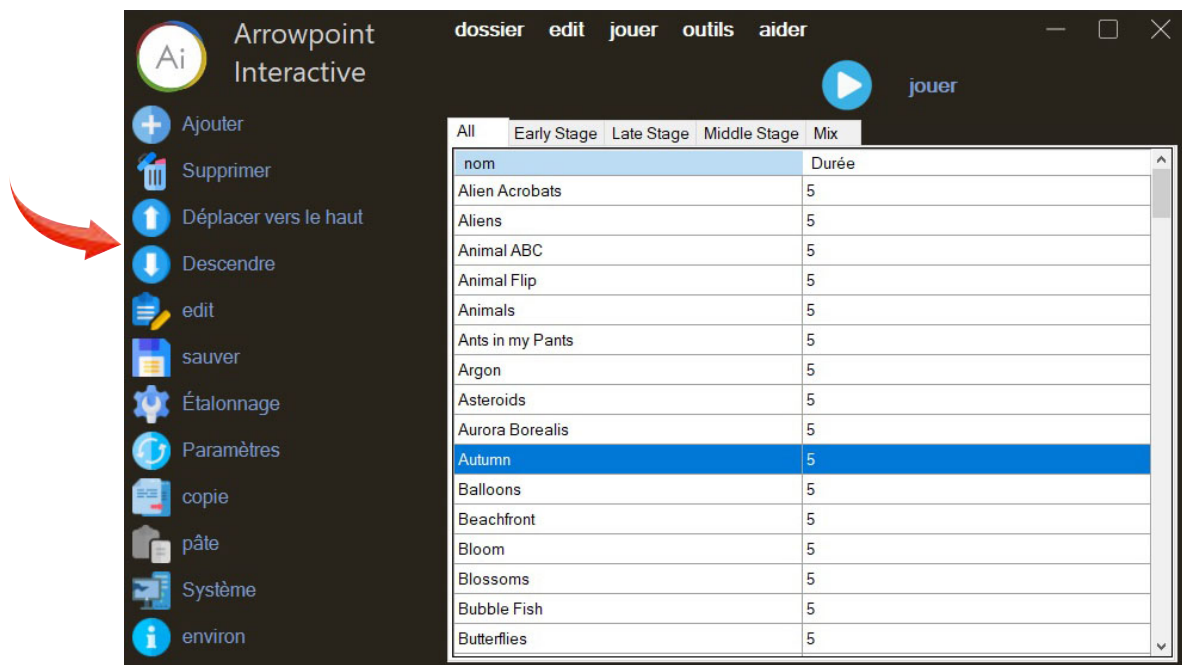 Ai
Arrowpoint
Interactive
dossier edit jouer outils aider
jouer
Ajouter
Supprimer
Déplacer vers le haut
Descendre
edit
sauver
Étalonnage
Paramètres
copie
pâte
Système
environ
All Early Stage Late Stage Middle Stage Mix
nom Durée
Alien Acrobats 5
Aliens 5
Animal ABC 5
Animal Flip 5
Animals 5
Ants in my Pants 5
Argon 5
Asteroids 5
Aurora Borealis 5
Autumn 5
Balloons 5
Beachfront 5
Bloom 5
Blossoms 5
Bubble Fish 5
Butterflies 5